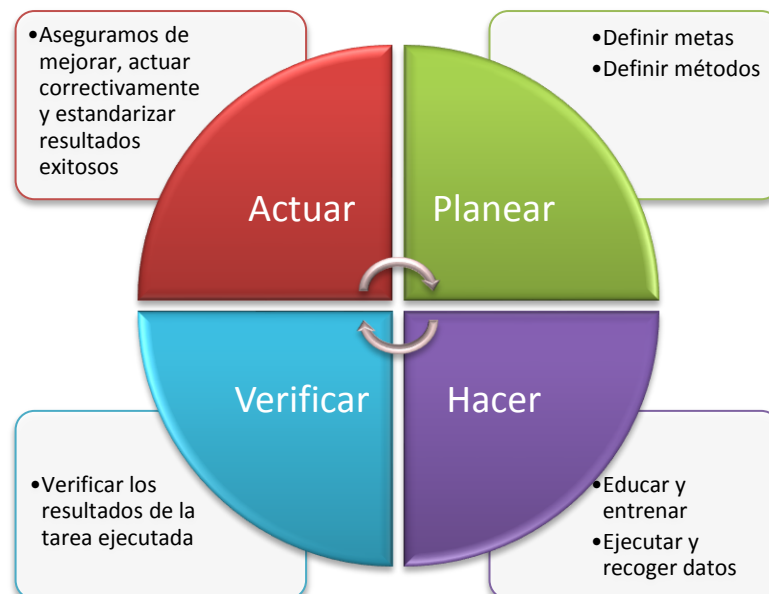 •Aseguramos de
mejorar, actuar
correctivamente
y estandarizar
resultados
exitosos
•Definir metas
•Definir métodos
Actuar
Planear
Verificar
Hacer
•Verificar los
resultados de la
tarea ejecutada
•Educar y
entrenar
•Ejecutar y
recoger datos